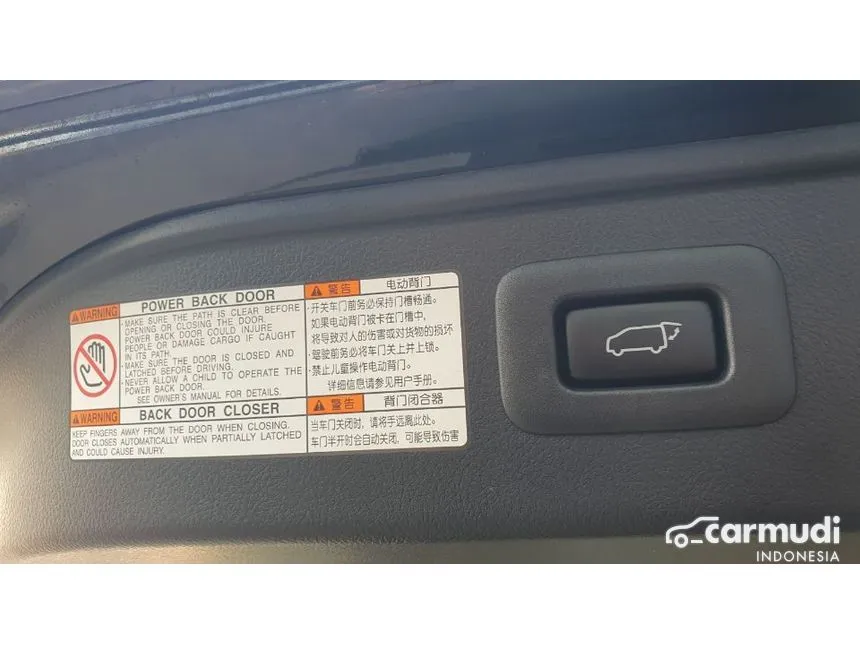 ⚠WARNING POWER BACK DOOR
· MAKE SURE THE PATH IS CLEAR BEFORE
OPENING OR CLOSING THE DOOR.
POWER BACK DOOR COULD INJURE
PEOPLE OR DAMAGE CARGO IF CAUGHT
IN ITS PATH.
· MAKE SURE THE DOOR IS CLOSED AND
LATCHED BEFORE DRIVING.
· NEVER ALLOW A CHILD TO OPERATE THE
POWER BACK DOOR.
SEE OWNER'S MANUAL FOR DETAILS.
⚠WARNING BACK DOOR CLOSER
KEEP FINGERS AWAY FROM THE DOOR WHEN CLOSING.
DOOR CLOSES AUTOMATICALLY WHEN PARTIALLY LATCHED
AND COULD CAUSE INJURY.
⚠警告 电动背门
·开关车门前务必保持门槽畅通。
如果电动背门被卡在门槽中,
将导致对人的伤害或对货物的损坏
·驾驶前务必将车门关上并上锁。
·禁止儿童操作电动背门。
详细信息请参见用户手册。
⚠警告 背门闭合器
当车门关闭时, 请将手远离此处。
车门半开时会自动关闭, 可能导致伤害
carmudi
INDONESIA